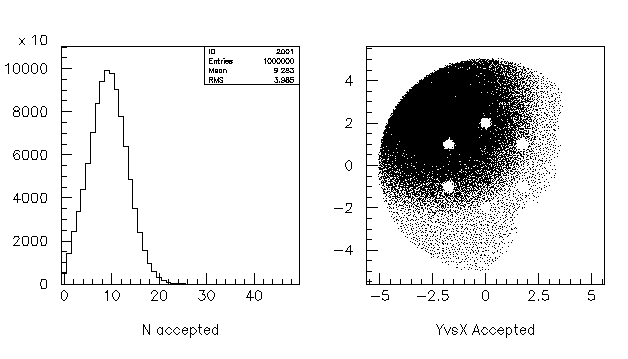 x 10
ID 2001
Entries 1000000
Mean 9.283
RMS 3.985
10000
8000
6000
4000
2000
0
0 10 20 30 40
N accepted
4
2
0
−2
−4
−5 −2.5 0 2.5 5
YvsX Accepted